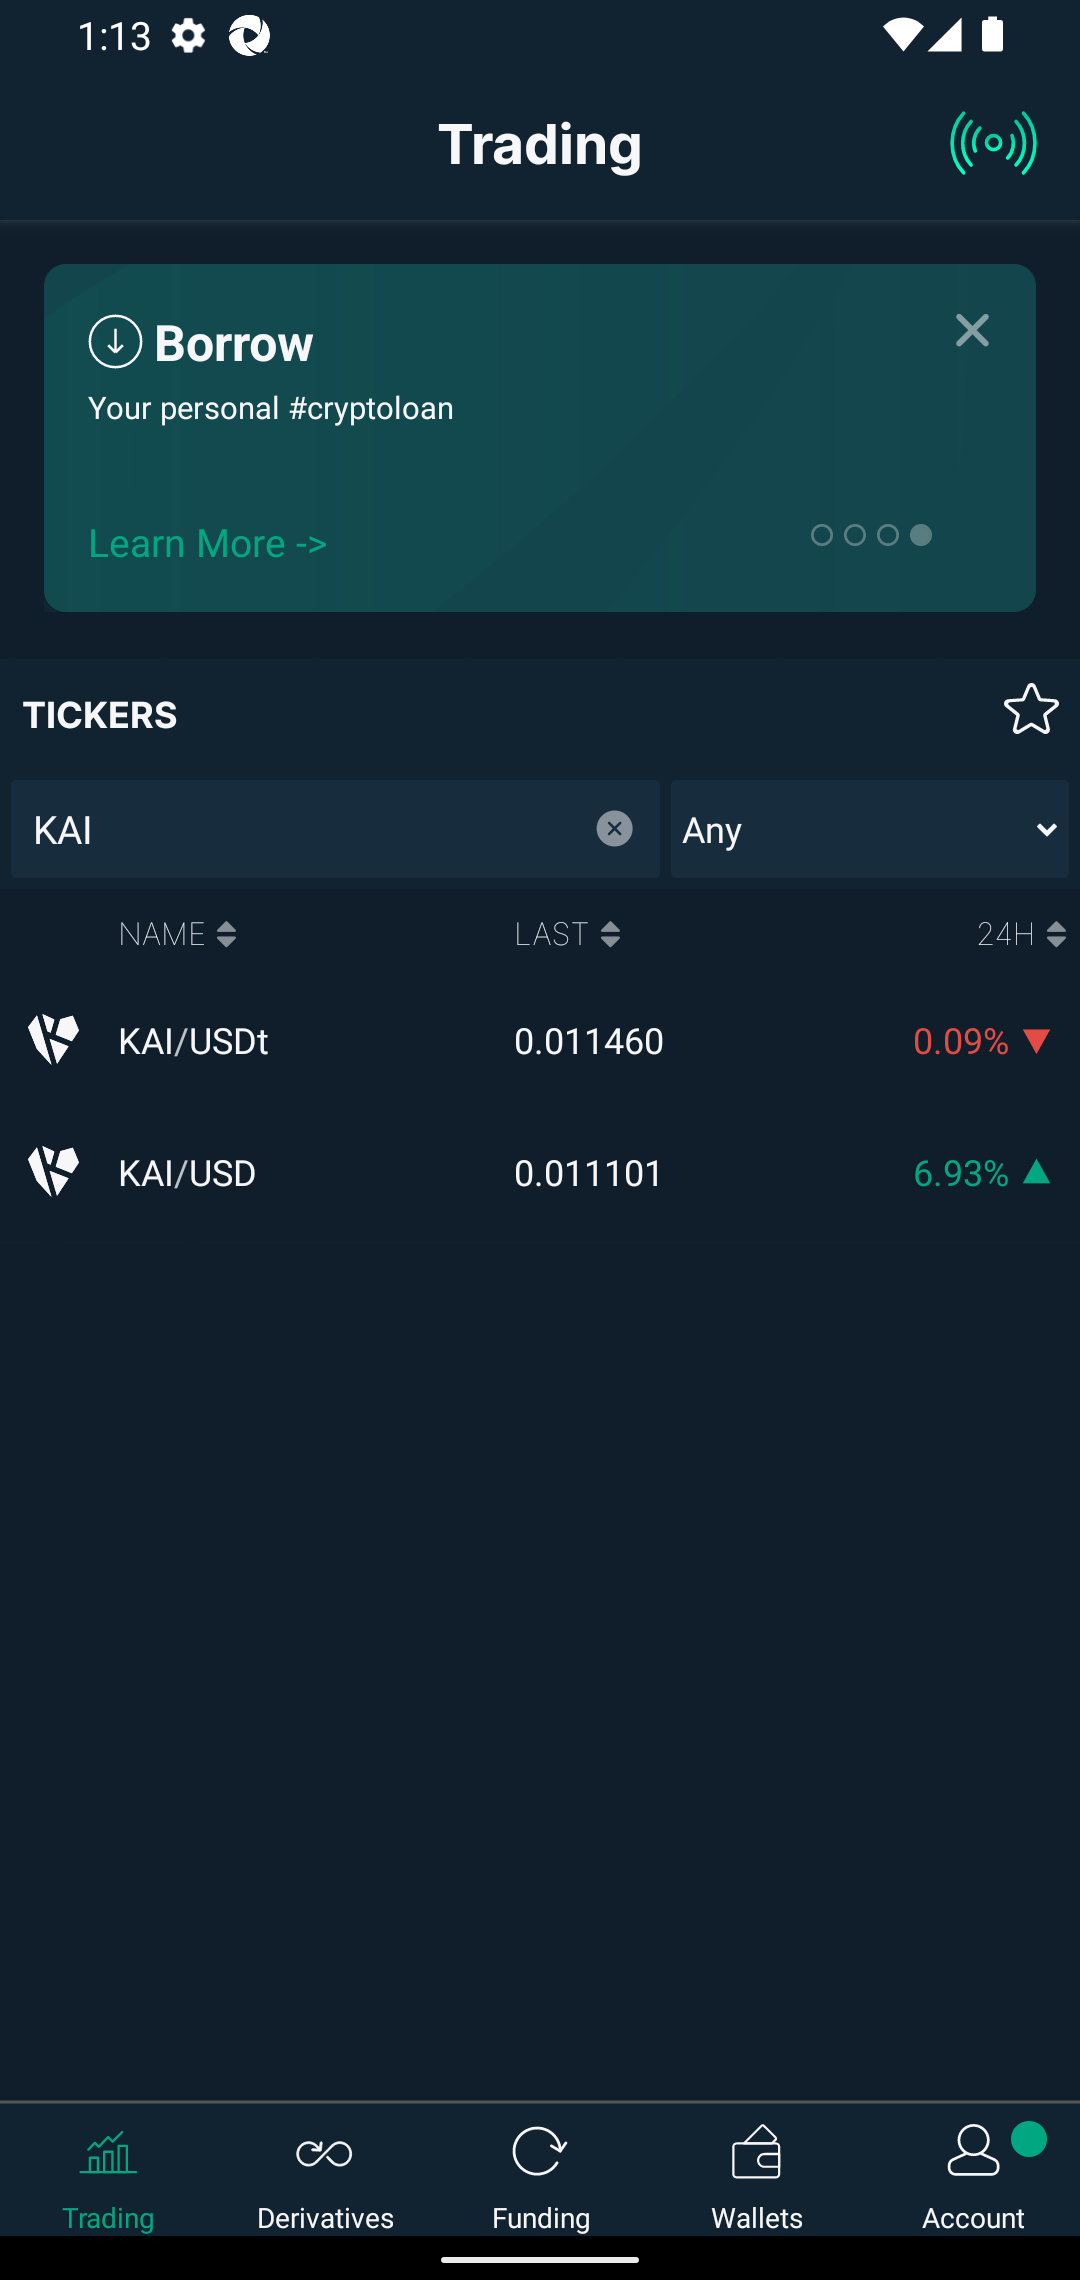 1:13
Trading
Borrow
Your personal #cryptoloan
Learn More ->
TICKERS
KAI
Any
NAME LAST 24H
KAI/USDt 0.011460 0.09%
KAI/USD 0.011101 6.93%
Trading Derivatives Funding Wallets Account